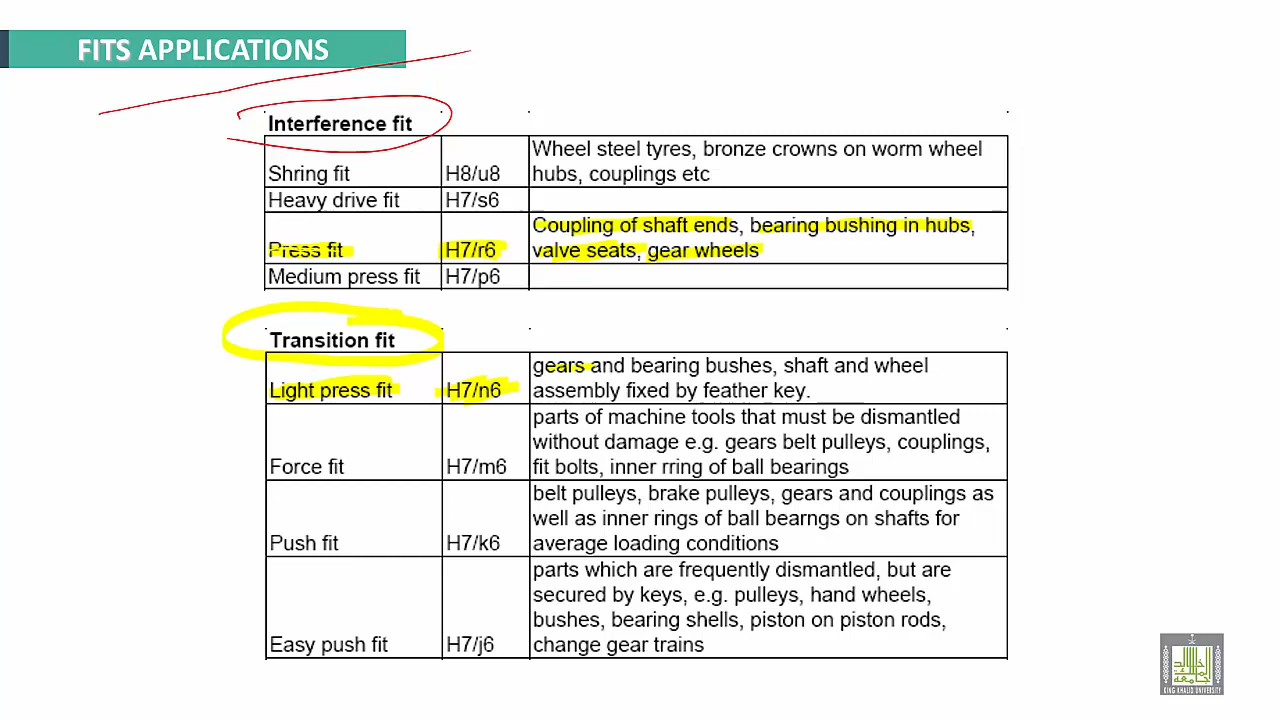 FITS APPLICATIONS
Interference fit
Wheel steel tyres, bronze crowns on worm wheel
Shring fit H8/u8 hubs, couplings etc
Heavy drive fit H7/s6
Coupling of shaft ends, bearing bushing in hubs,
Press fit H7/r6 valve seats, gear wheels
Medium press fit H7/p6
Transition fit
gears and bearing bushes, shaft and wheel
Light press fit H7/n6 assembly fixed by feather key.
parts of machine tools that must be dismantled
without damage e.g. gears belt pulleys, couplings,
Force fit H7/m6 fit bolts, inner rring of ball bearings
belt pulleys, brake pulleys, gears and couplings as
well as inner rings of ball bearngs on shafts for
Push fit H7/k6 average loading conditions
parts which are frequently dismantled, but are
secured by keys, e.g. pulleys, hand wheels,
bushes, bearing shells, piston on piston rods,
Easy push fit H7/j6 change gear trains
KING KHALID UNIVERSITY